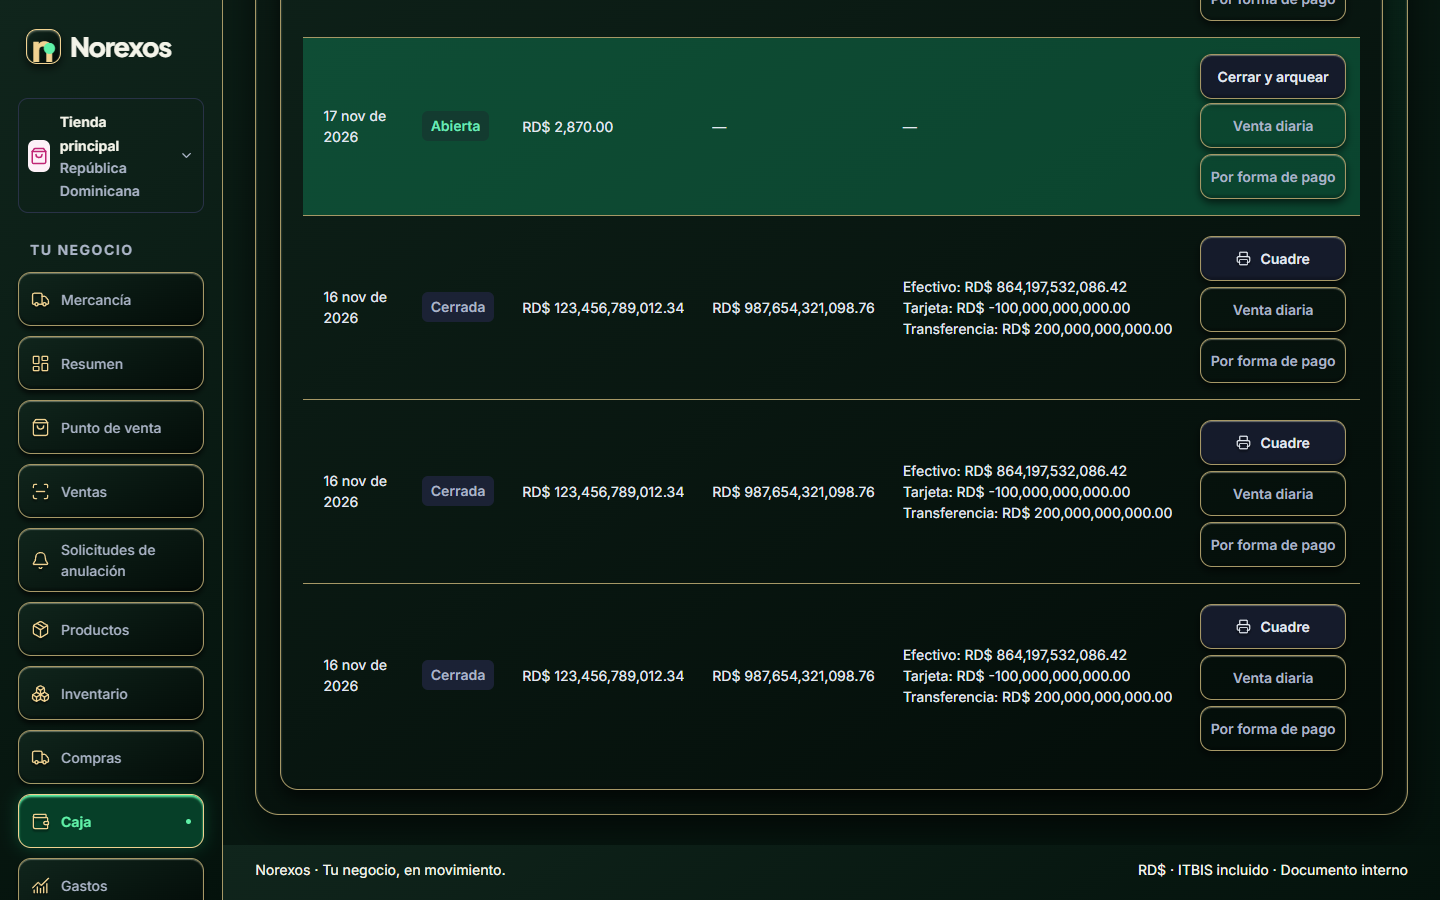 Norexos
Tienda
principal
República
Dominicana
TU NEGOCIO
Mercancía
Resumen
Punto de venta
Ventas
Solicitudes de
anulación
Productos
Inventario
Compras
Caja
Gastos
Por forma de pago
17 nov de
2026
Abierta
RD$ 2,870.00
—
—
Cerrar y arquear
Venta diaria
Por forma de pago
16 nov de
2026
Cerrada
RD$ 123,456,789,012.34
RD$ 987,654,321,098.76
Efectivo: RD$ 864,197,532,086.42
Tarjeta: RD$ -100,000,000,000.00
Transferencia: RD$ 200,000,000,000.00
Cuadre
Venta diaria
Por forma de pago
16 nov de
2026
Cerrada
RD$ 123,456,789,012.34
RD$ 987,654,321,098.76
Efectivo: RD$ 864,197,532,086.42
Tarjeta: RD$ -100,000,000,000.00
Transferencia: RD$ 200,000,000,000.00
Cuadre
Venta diaria
Por forma de pago
16 nov de
2026
Cerrada
RD$ 123,456,789,012.34
RD$ 987,654,321,098.76
Efectivo: RD$ 864,197,532,086.42
Tarjeta: RD$ -100,000,000,000.00
Transferencia: RD$ 200,000,000,000.00
Cuadre
Venta diaria
Por forma de pago
Norexos · Tu negocio, en movimiento.
RD$ · ITBIS incluido · Documento interno